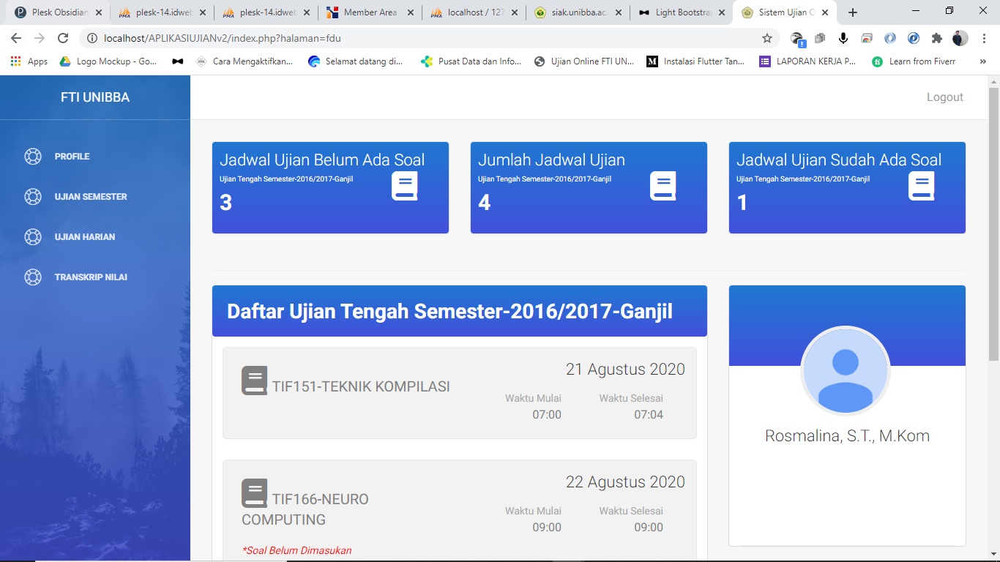 Plesk Obsidian
plesk-14.idweb
plesk-14.idweb
Member Area
localhost / 127
siak.unibba.ac.
Light Bootstrap
Sistem Ujian O
localhost/APLIKASIUJIANv2/index.php?halaman=fdu
Apps
Logo Mockup - Go...
Cara Mengaktifkan...
Selamat datang di...
Pusat Data dan Info...
Ujian Online FTI UN...
Instalasi Flutter Tan...
LAPORAN KERJA P...
Learn from Fiverr
FTI UNIBBA
Logout
PROFILE
UJIAN SEMESTER
UJIAN HARIAN
TRANSKRIP NILAI
Jadwal Ujian Belum Ada Soal
Ujian Tengah Semester-2016/2017-Ganjil
3
Jumlah Jadwal Ujian
Ujian Tengah Semester-2016/2017-Ganjil
4
Jadwal Ujian Sudah Ada Soal
Ujian Tengah Semester-2016/2017-Ganjil
1
Daftar Ujian Tengah Semester-2016/2017-Ganjil
TIF151-TEKNIK KOMPILASI
21 Agustus 2020
Waktu Mulai
07:00
Waktu Selesai
07:04
TIF166-NEURO
COMPUTING
*Soal Belum Dimasukan
22 Agustus 2020
Waktu Mulai
09:00
Waktu Selesai
09:00
Rosmalina, S.T., M.Kom